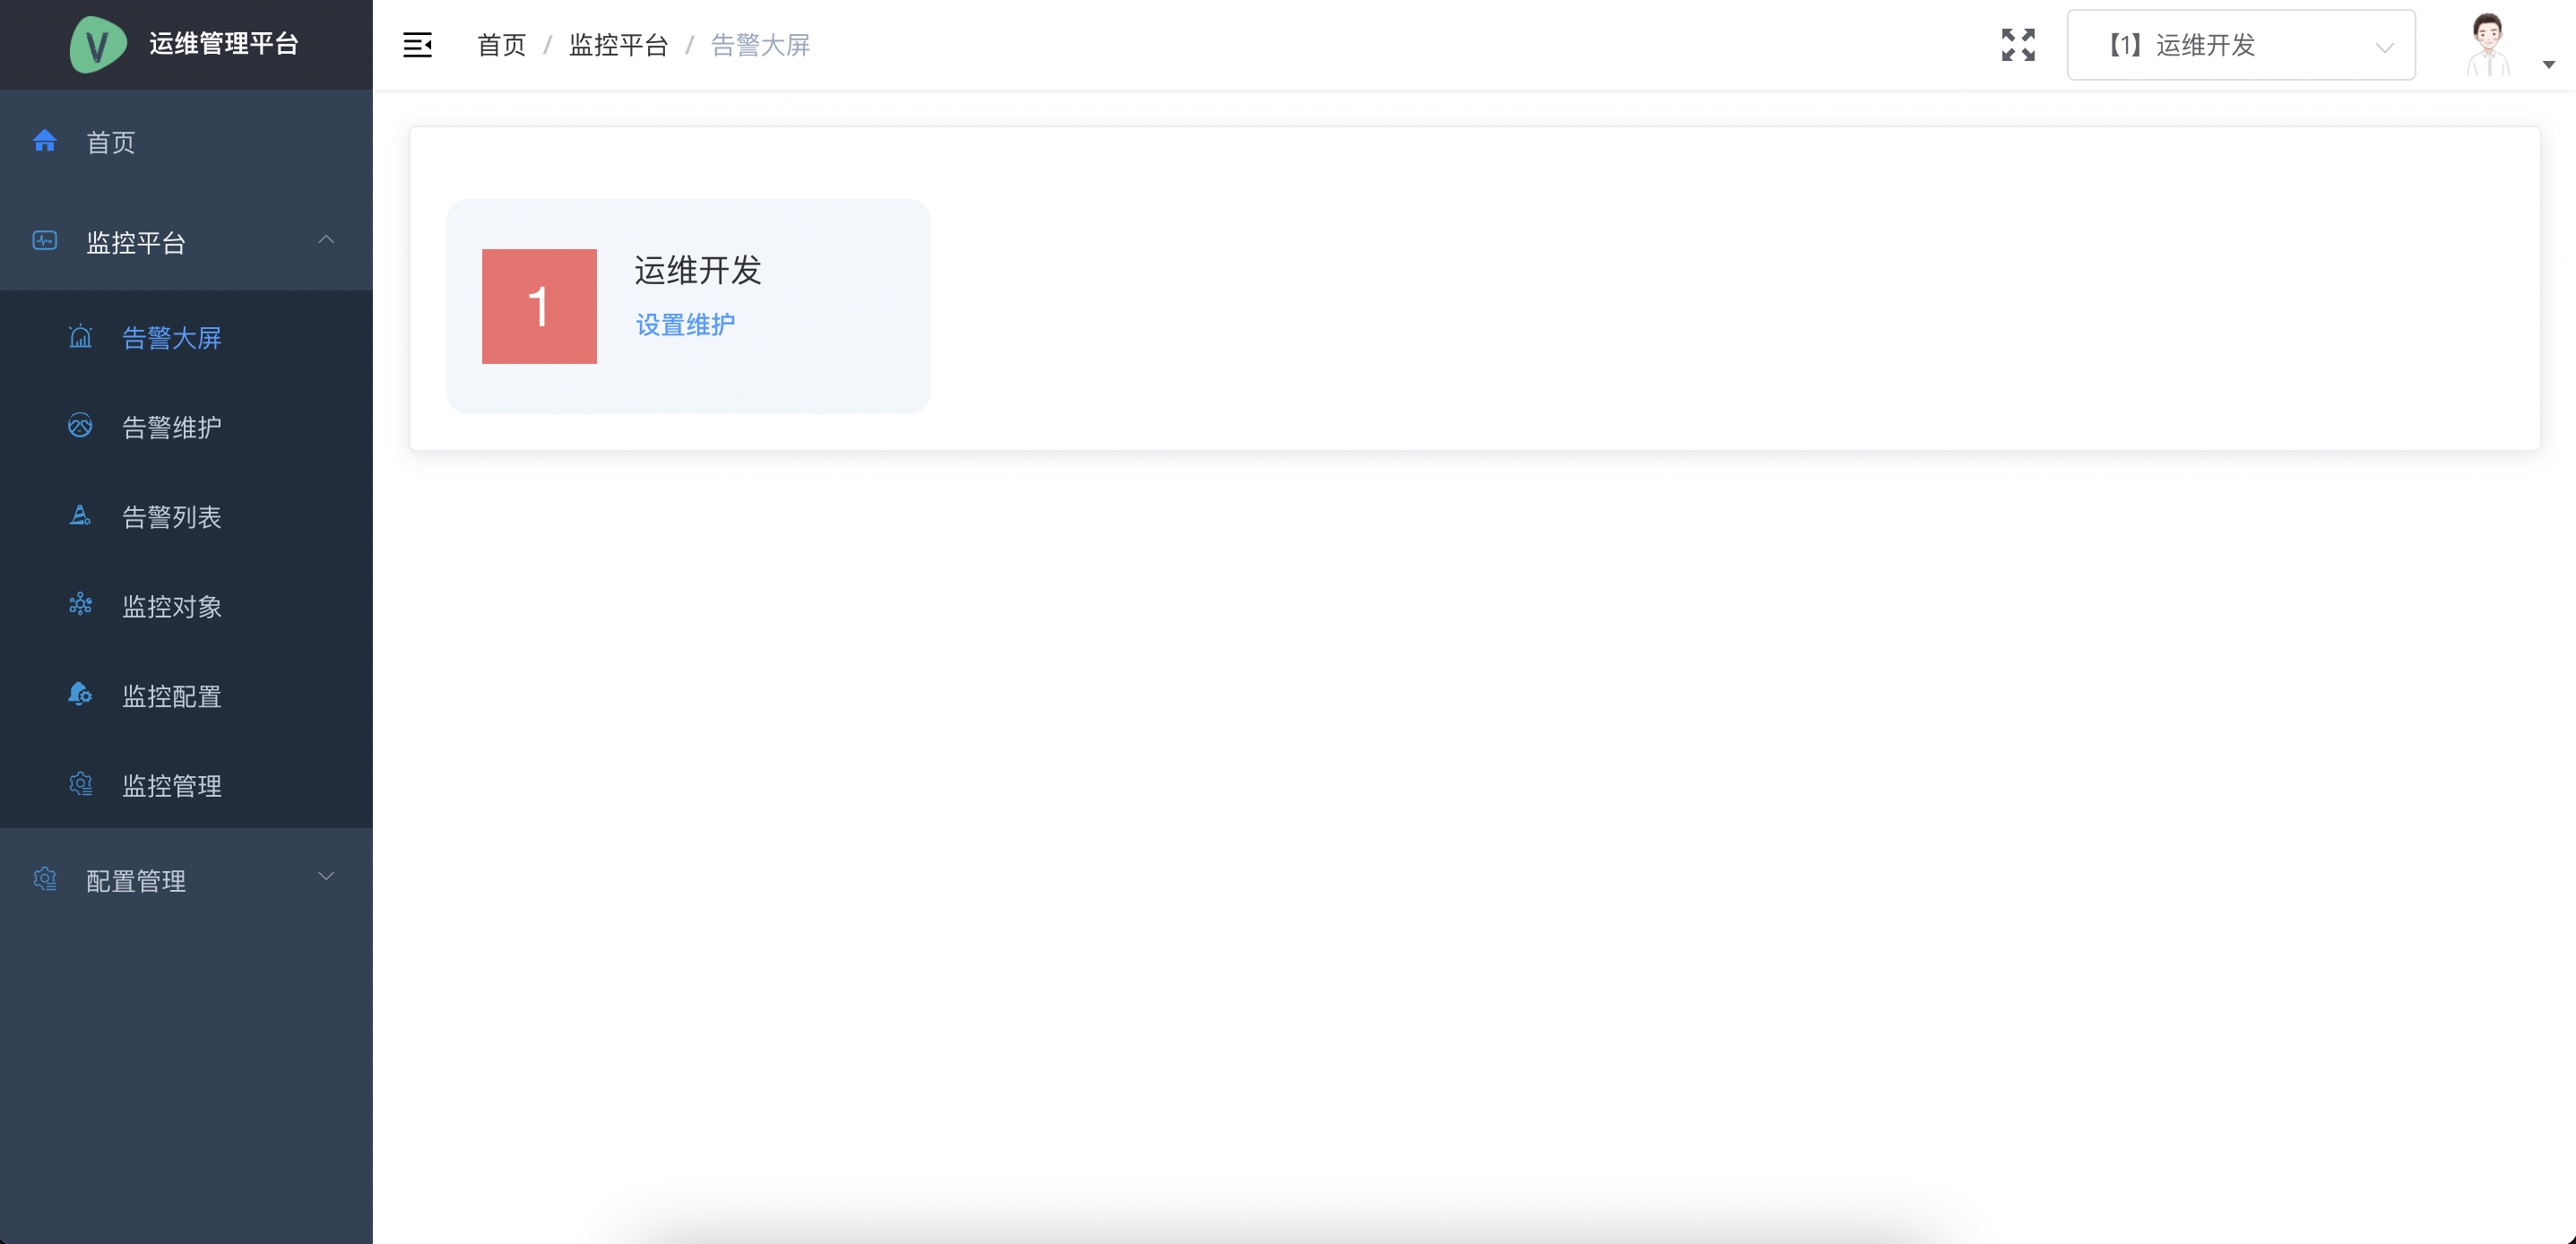 运维管理平台
首页 / 监控平台 / 告警大屏
【1】运维开发
首页
监控平台
告警大屏
告警维护
告警列表
监控对象
监控配置
监控管理
配置管理
1
运维开发
设置维护